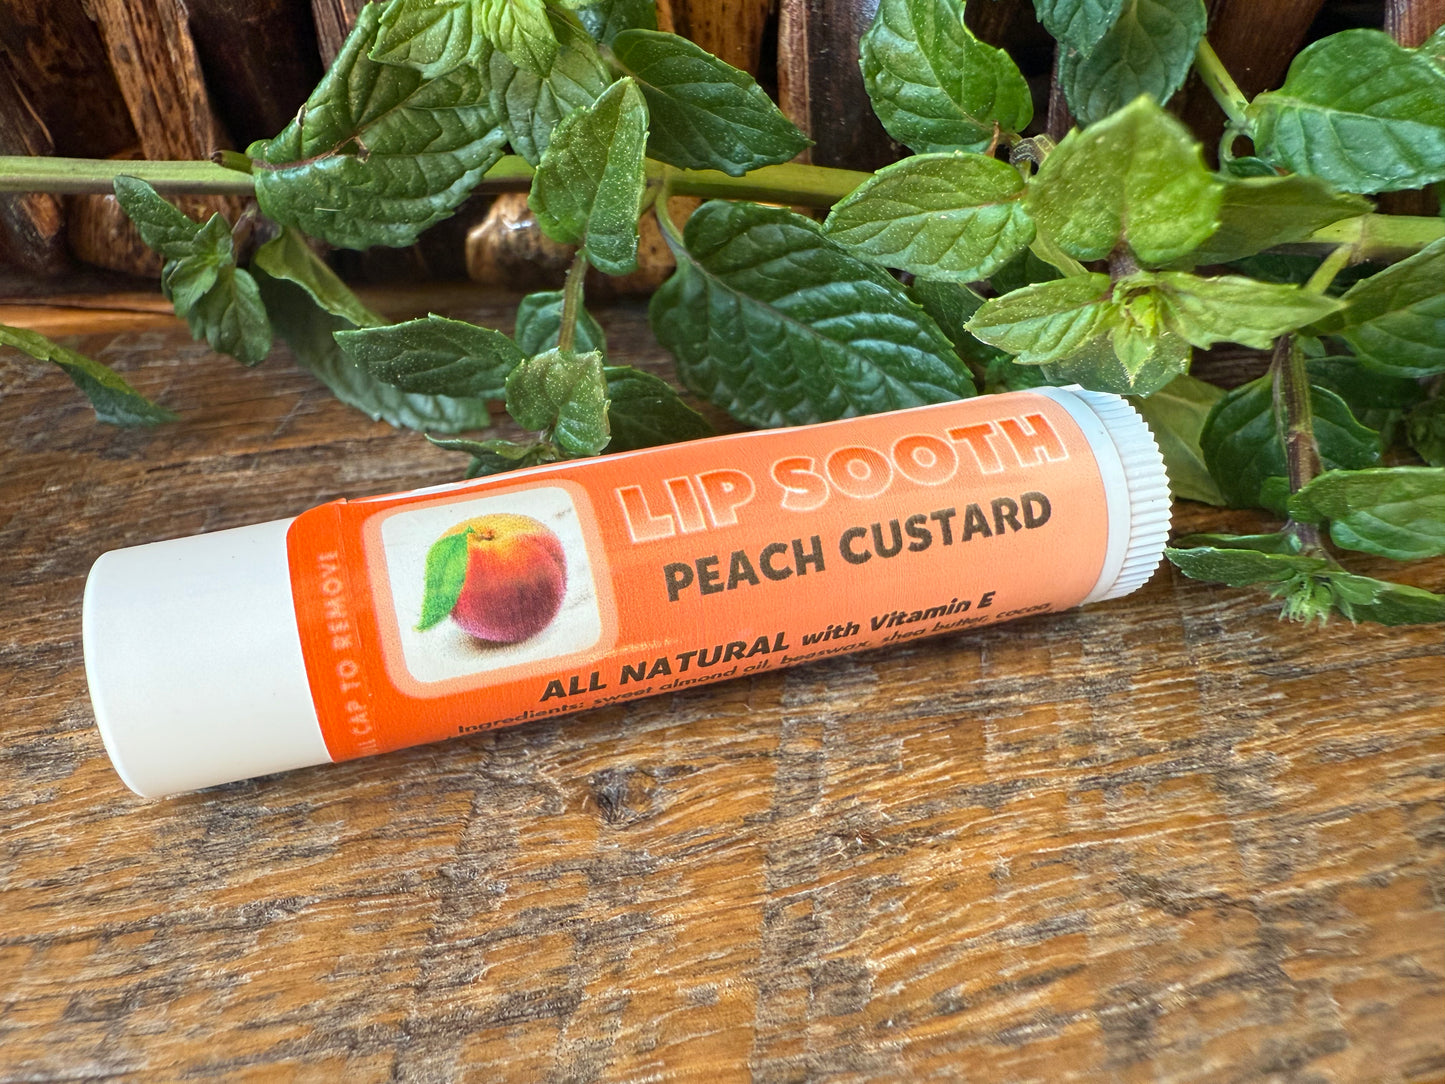 LIP SOOTH
PEACH CUSTARD
ALL NATURAL with Vitamin E
Ingredients: sweet almond oil, beeswax, shea butter, cocoa
CAP TO REMOVE